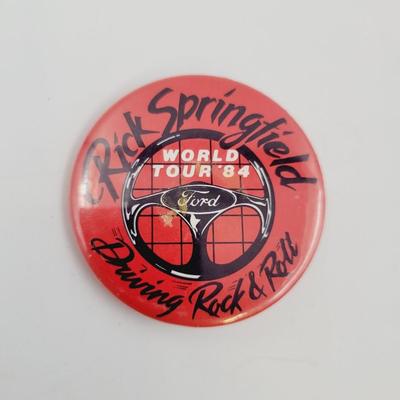 Rick Springfield
WORLD
TOUR '84
Ford
Driving Rock & Roll